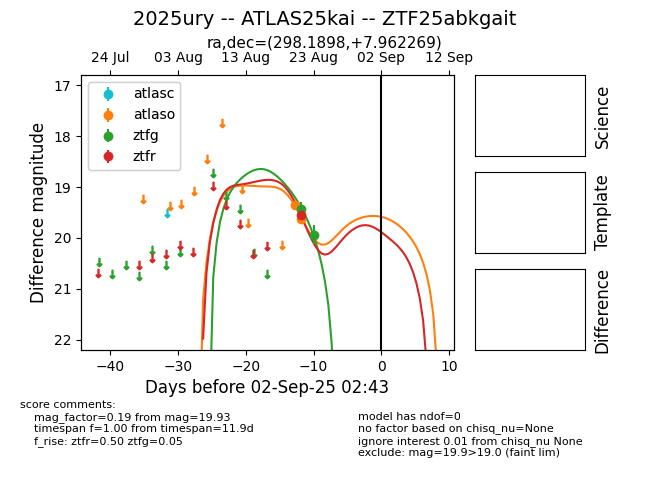 2025ury -- ATLAS25kai -- ZTF25abkgait
ra,dec=(298.1898,+7.962269)
24 Jul 03 Aug 13 Aug 23 Aug 02 Sep 12 Sep
atlasc
atlaso
ztfg
ztfr
17
18
19
20
21
22
Difference magnitude
−40 −30 −20 −10 0 10
Days before 02-Sep-25 02:43
Science
Template
Difference
score comments:
mag_factor=0.19 from mag=19.93
timespan f=1.00 from timespan=11.9d
f_rise: ztfr=0.50 ztfg=0.05
model has ndof=0
no factor based on chisq_nu=None
ignore interest 0.01 from chisq_nu None
exclude: mag=19.9>19.0 (faint lim)